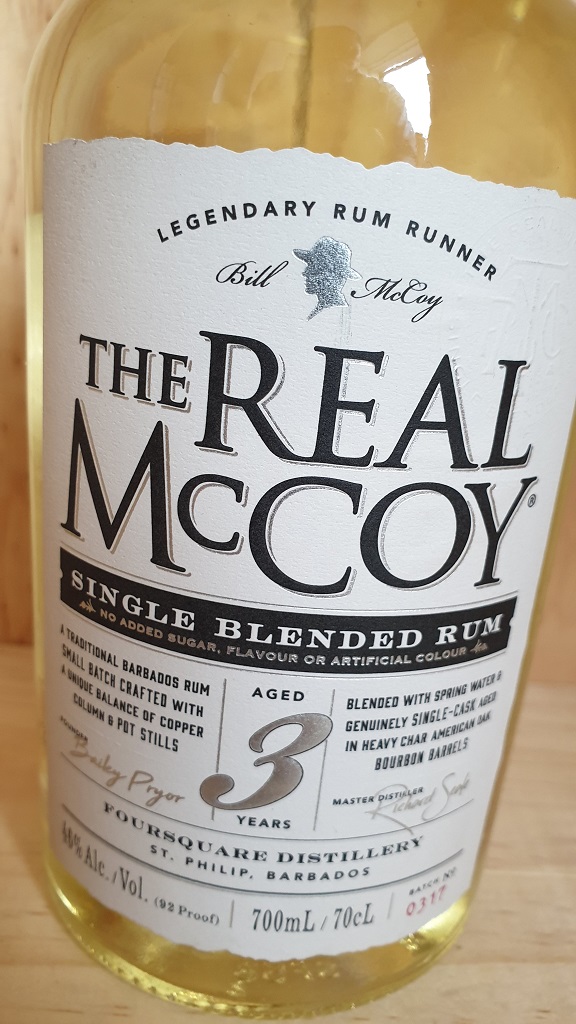 LEGENDARY RUM RUNNER
Bill McCoy
THE REAL
McCOY®
SINGLE BLENDED RUM
NO ADDED SUGAR, FLAVOUR OR ARTIFICIAL COLOUR
A TRADITIONAL BARBADOS RUM
SMALL BATCH CRAFTED WITH
A UNIQUE BALANCE OF COPPER
COLUMN & POT STILLS
FOUNDER
Bailey Pryor
AGED
3
YEARS
BLENDED WITH SPRING WATER &
GENUINELY SINGLE-CASK AGED
IN HEAVY CHAR AMERICAN OAK
BOURBON BARRELS
MASTER DISTILLER
Richard Seale
FOURSQUARE DISTILLERY
ST. PHILIP, BARBADOS
Alc./Vol. (92 Proof)
700mL / 70cL
BATCH Nº
0317